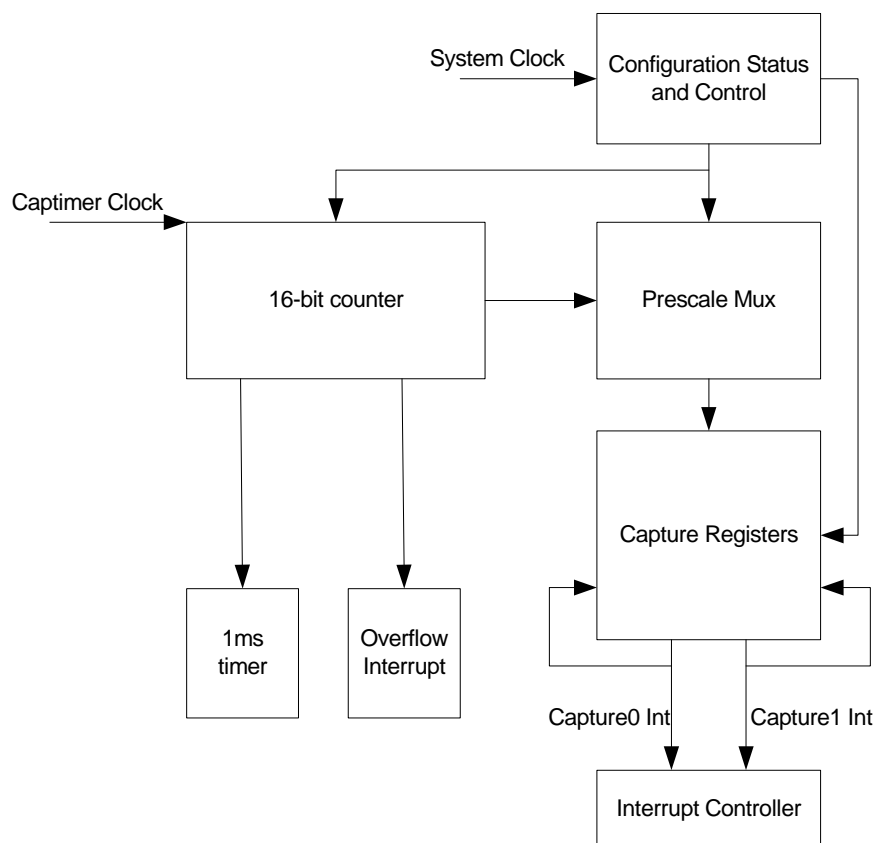 System Clock
Configuration Status
and Control
Captimer Clock
16-bit counter
Prescale Mux
Capture Registers
1ms
timer
Overflow
Interrupt
Capture0 Int
Capture1 Int
Interrupt Controller